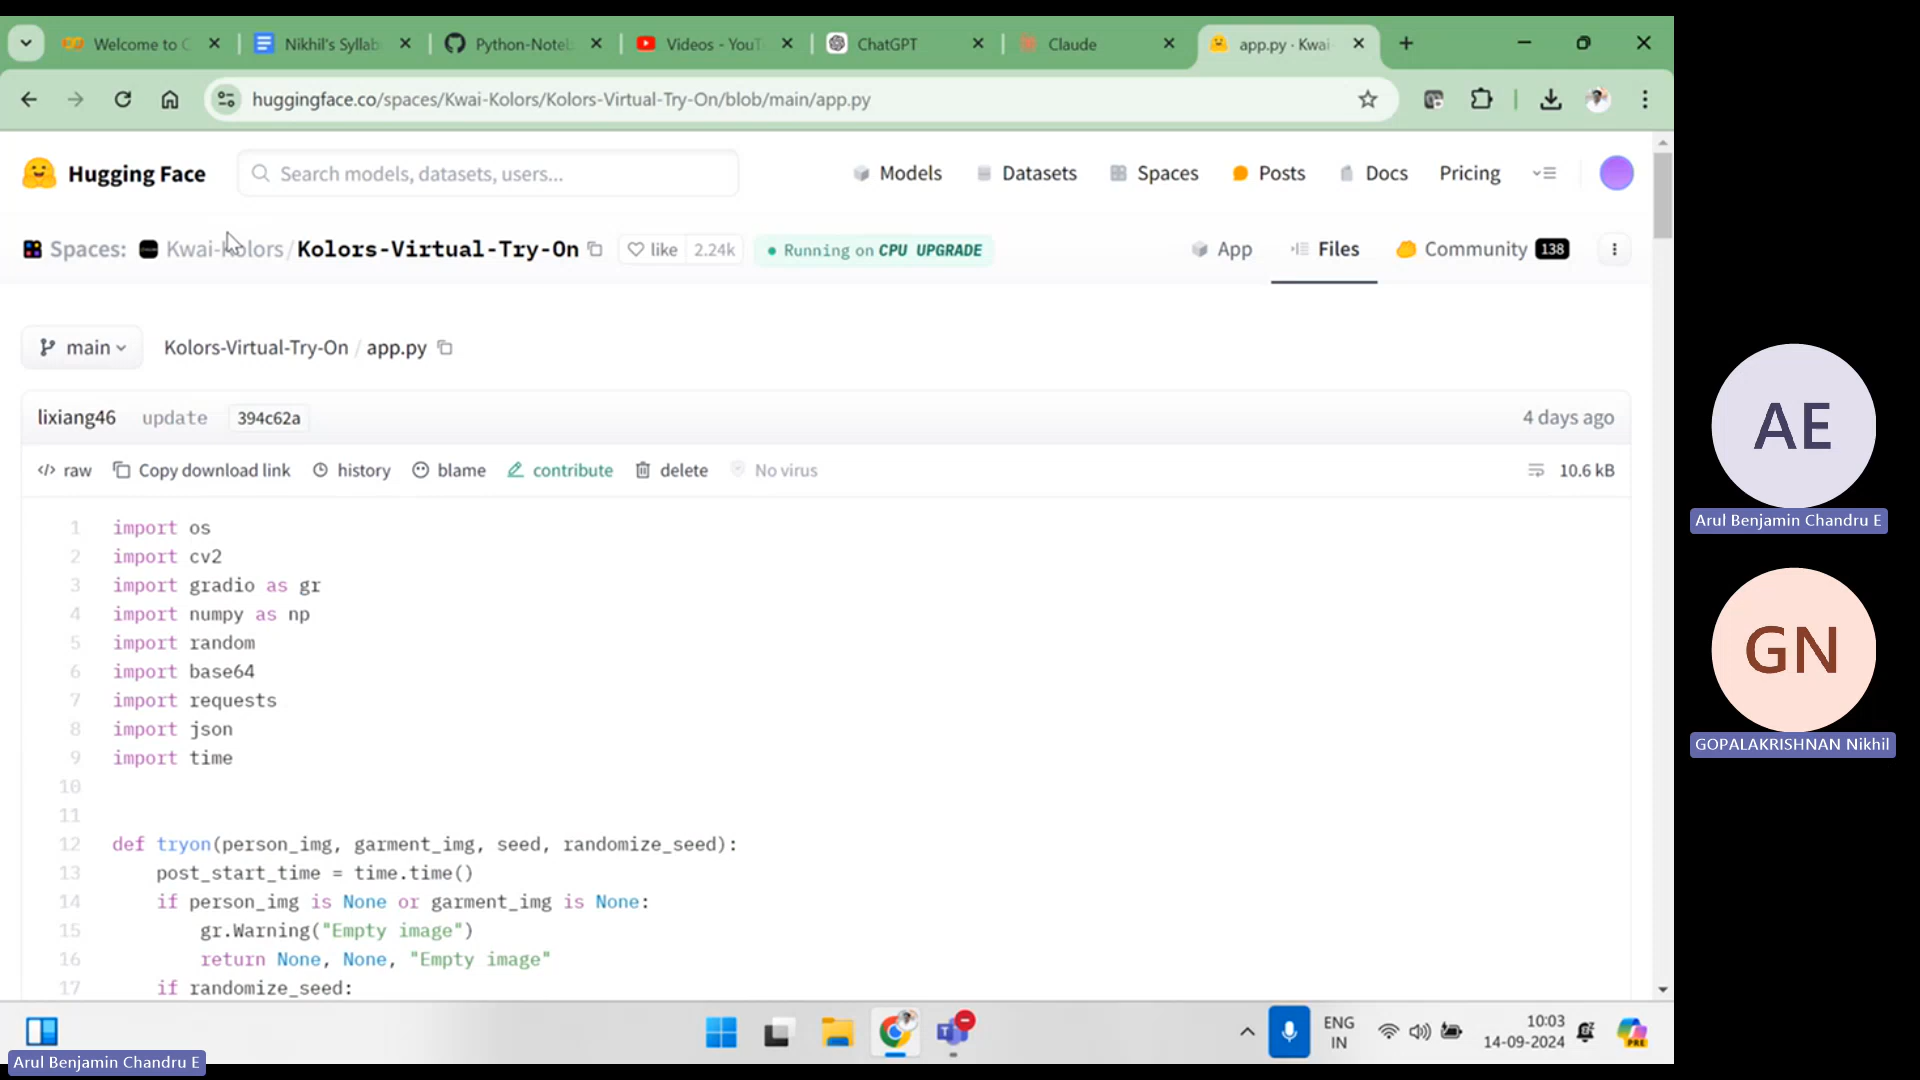 Welcome to C
Nikhil's Syllab
Python-Note
Videos - YouT
ChatGPT
Claude
app.py · Kwai
huggingface.co/spaces/Kwai-Kolors/Kolors-Virtual-Try-On/blob/main/app.py
Hugging Face
Search models, datasets, users...
Models
Datasets
Spaces
Posts
Docs
Pricing
Spaces: Kwai-Kolors/Kolors-Virtual-Try-On
like 2.24k
Running on CPU UPGRADE
App
Files
Community 138
main
Kolors-Virtual-Try-On / app.py
lixiang46 update 394c62a
4 days ago
</> raw Copy download link history blame contribute delete No virus
10.6 kB
1 import os
2 import cv2
3 import gradio as gr
4 import numpy as np
5 import random
6 import base64
7 import requests
8 import json
9 import time
10
11
12 def tryon(person_img, garment_img, seed, randomize_seed):
13 post_start_time = time.time()
14 if person_img is None or garment_img is None:
15 gr.Warning("Empty image")
16 return None, None, "Empty image"
17 if randomize_seed:
AE
Arul Benjamin Chandru E
GN
GOPALAKRISHNAN Nikhil
ENG
IN
10:03
14-09-2024
PRE
Arul Benjamin Chandru E